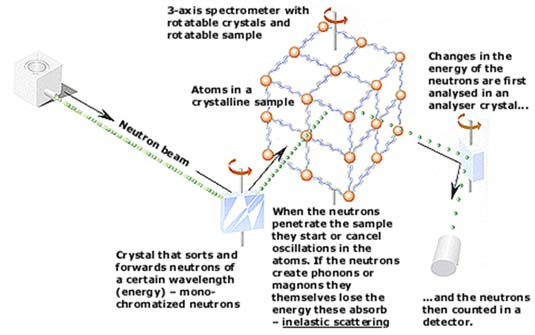 3-axis spectrometer with
rotatable crystals and
rotatable sample
Atoms in a
crystalline sample
Changes in the
energy of the
neutrons are first
analysed in an
analyser crystal...
Neutron beam
When the neutrons
penetrate the sample
they start or cancel
oscillations in the
atoms. If the neutrons
create phonons or
magnons they
themselves lose the
energy these absorb
– inelastic scattering
Crystal that sorts and
forwards neutrons of
a certain wavelength
(energy) – mono-
chromatized neutrons
...and the neutrons
then counted in a
detector.